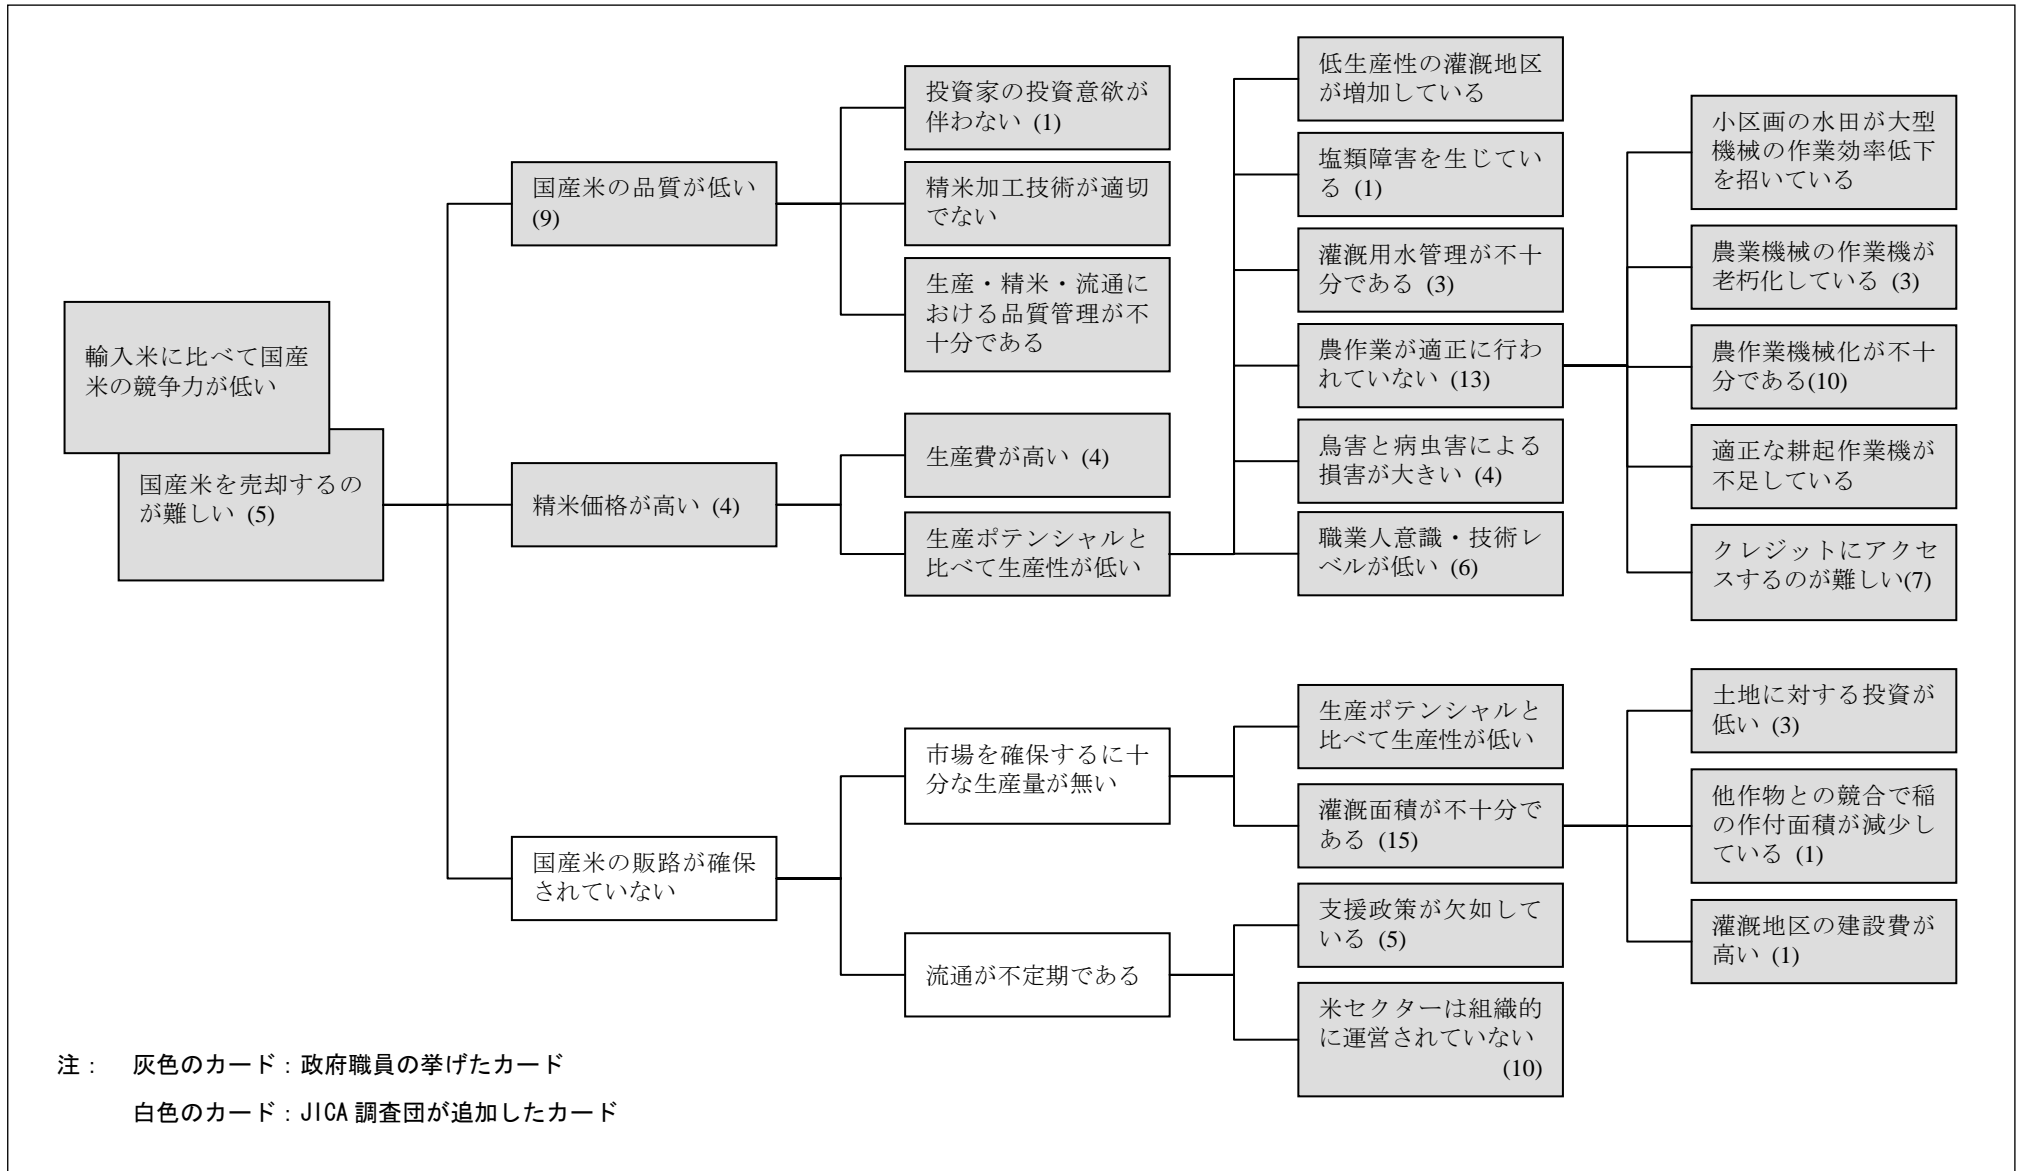 輸入米に比べて国産
米の競争力が低い
国産米を売却するの
が難しい (5)
国産米の品質が低い
(9)
精米価格が高い (4)
国産米の販路が確保
されていない
投資家の投資意欲が
伴わない (1)
精米加工技術が適切
でない
生産・精米・流通に
おける品質管理が不
十分である
生産費が高い (4)
生産ポテンシャルと
比べて生産性が低い
市場を確保するに十
分な生産量が無い
流通が不定期である
低生産性の灌漑地区
が増加している
塩類障害を生じてい
る (1)
灌漑用水管理が不十
分である (3)
農作業が適正に行わ
れていない (13)
鳥害と病虫害による
損害が大きい (4)
職業人意識・技術レ
ベルが低い (6)
生産ポテンシャルと
比べて生産性が低い
灌漑面積が不十分で
ある (15)
支援政策が欠如して
いる (5)
米セクターは組織的
に運営されていない
(10)
小区画の水田が大型
機械の作業効率低下
を招いている
農業機械の作業機が
老朽化している (3)
農作業機械化が不十
分である(10)
適正な耕起作業機が
不足している
クレジットにアクセ
スするのが難しい(7)
土地に対する投資が
低い (3)
他作物との競合で稲
の作付面積が減少し
ている (1)
灌漑地区の建設費が
高い (1)
注： 灰色のカード：政府職員の挙げたカード
白色のカード：JICA 調査団が追加したカード